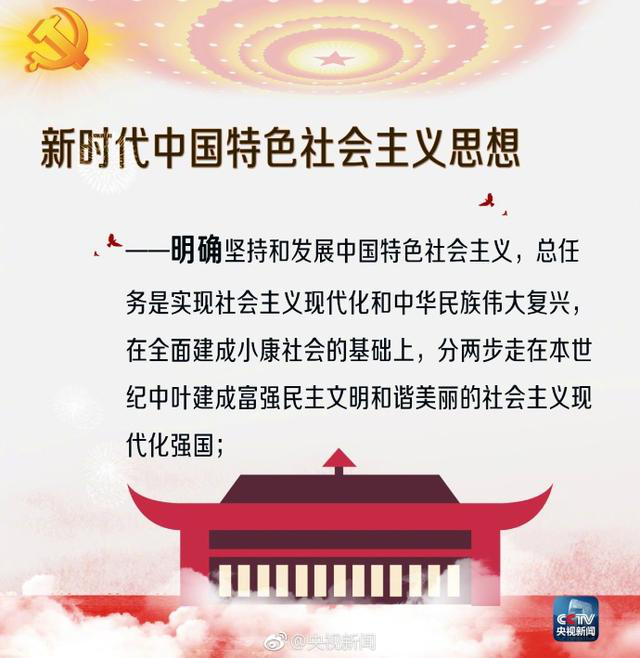 新时代中国特色社会主义思想
——明确坚持和发展中国特色社会主义，总任
务是实现社会主义现代化和中华民族伟大复兴，
在全面建成小康社会的基础上，分两步走在本世
纪中叶建成富强民主文明和谐美丽的社会主义现
代化强国；
CCTV
央视新闻
@央视新闻